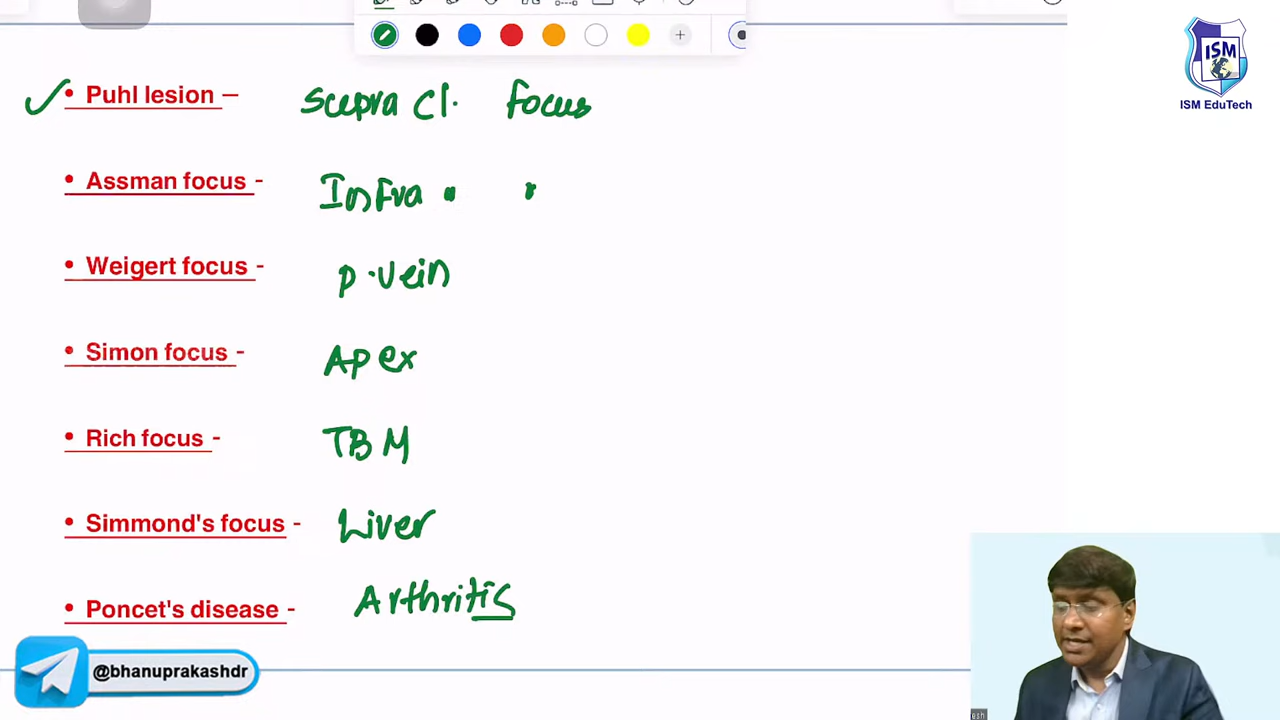 ISM
ISM EduTech
• Puhl lesion – Supra Cl. Focus
• Assman focus - Infra " "
• Weigert focus - P. vein
• Simon focus - Apex
• Rich focus - TBM
• Simmond's focus - Liver
• Poncet's disease - Arthritis
@bhanuprakashdr
esh